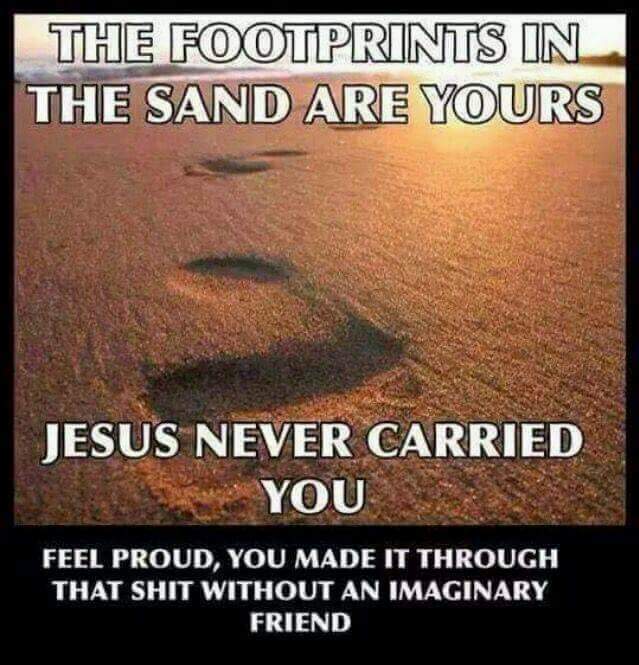 THE FOOTPRINTS IN
THE SAND ARE YOURS
JESUS NEVER CARRIED
YOU
FEEL PROUD, YOU MADE IT THROUGH
THAT SHIT WITHOUT AN IMAGINARY
FRIEND